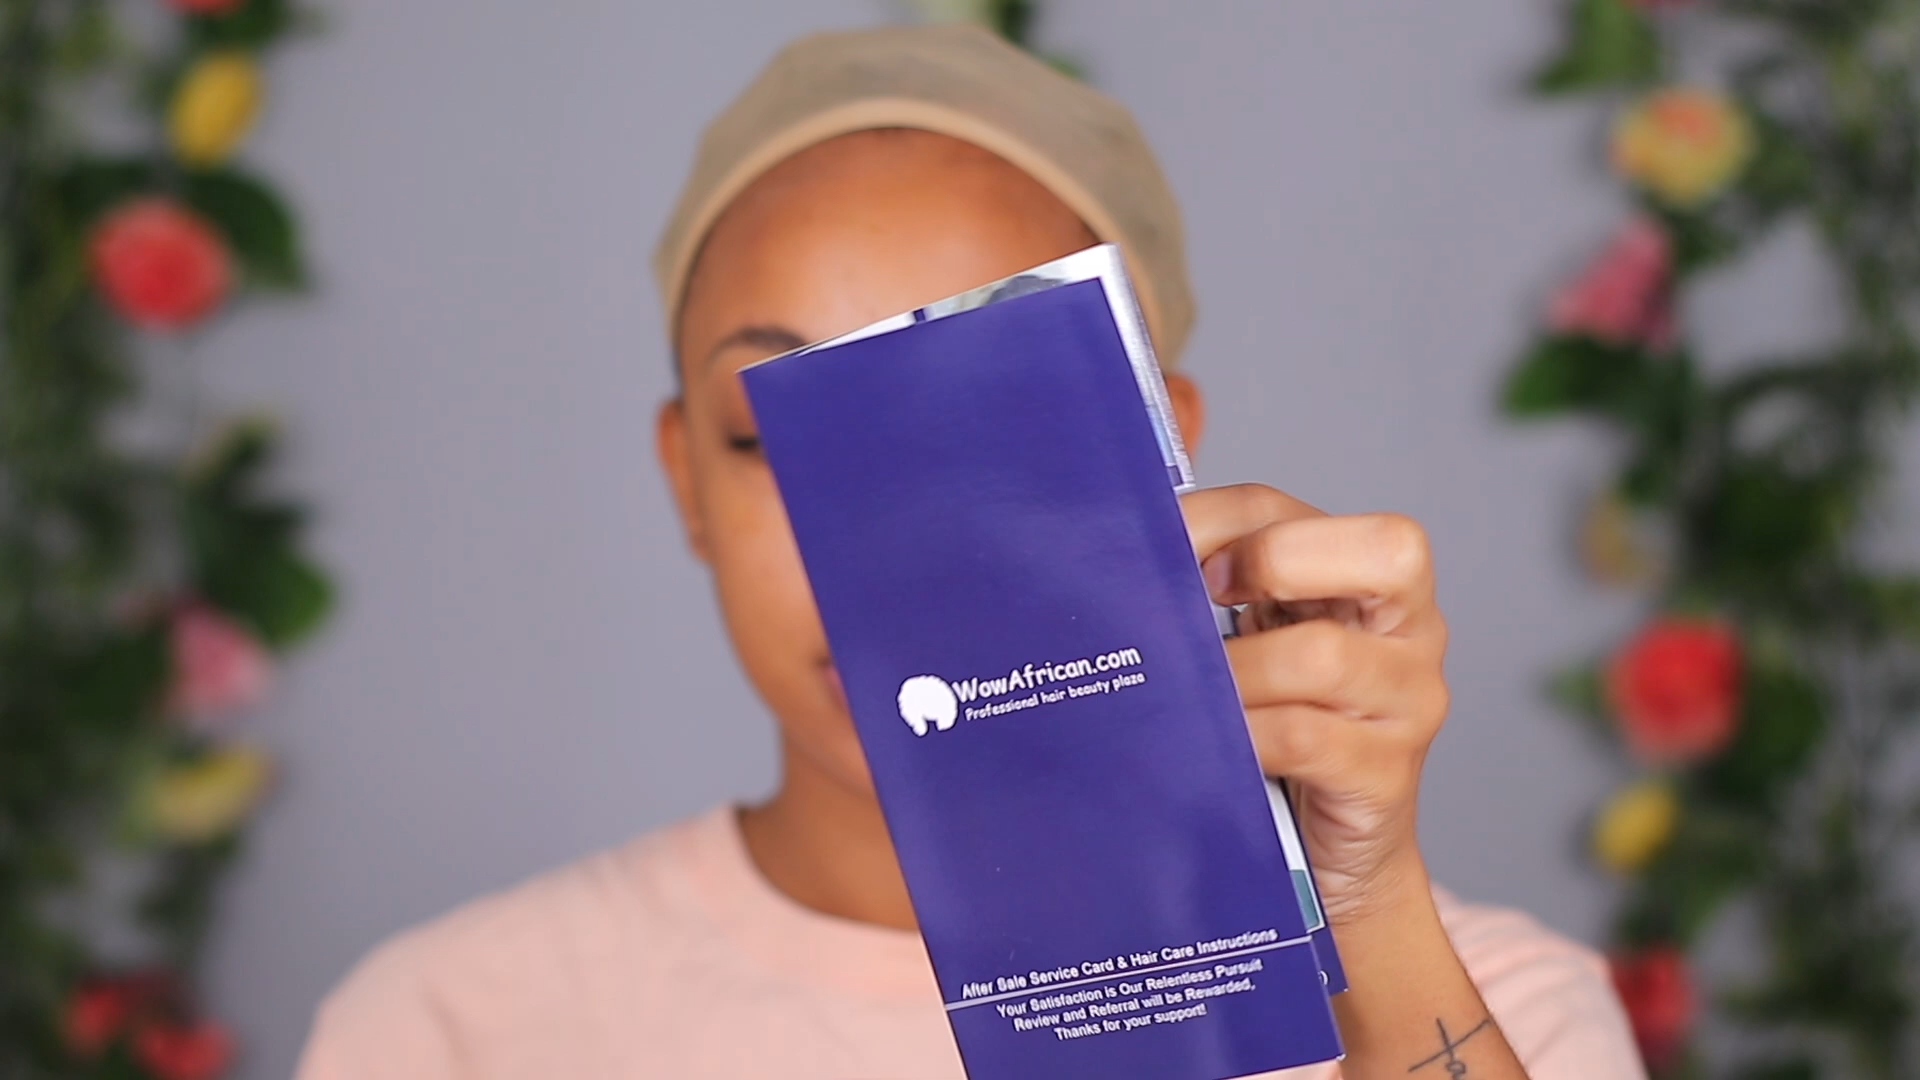 WowAfrican.com
Professional hair beauty plaza
After Sale Service Card & Hair Care Instructions
Your Satisfaction is Our Relentless Pursuit
Review and Referral will be Rewarded,
Thanks for your support!